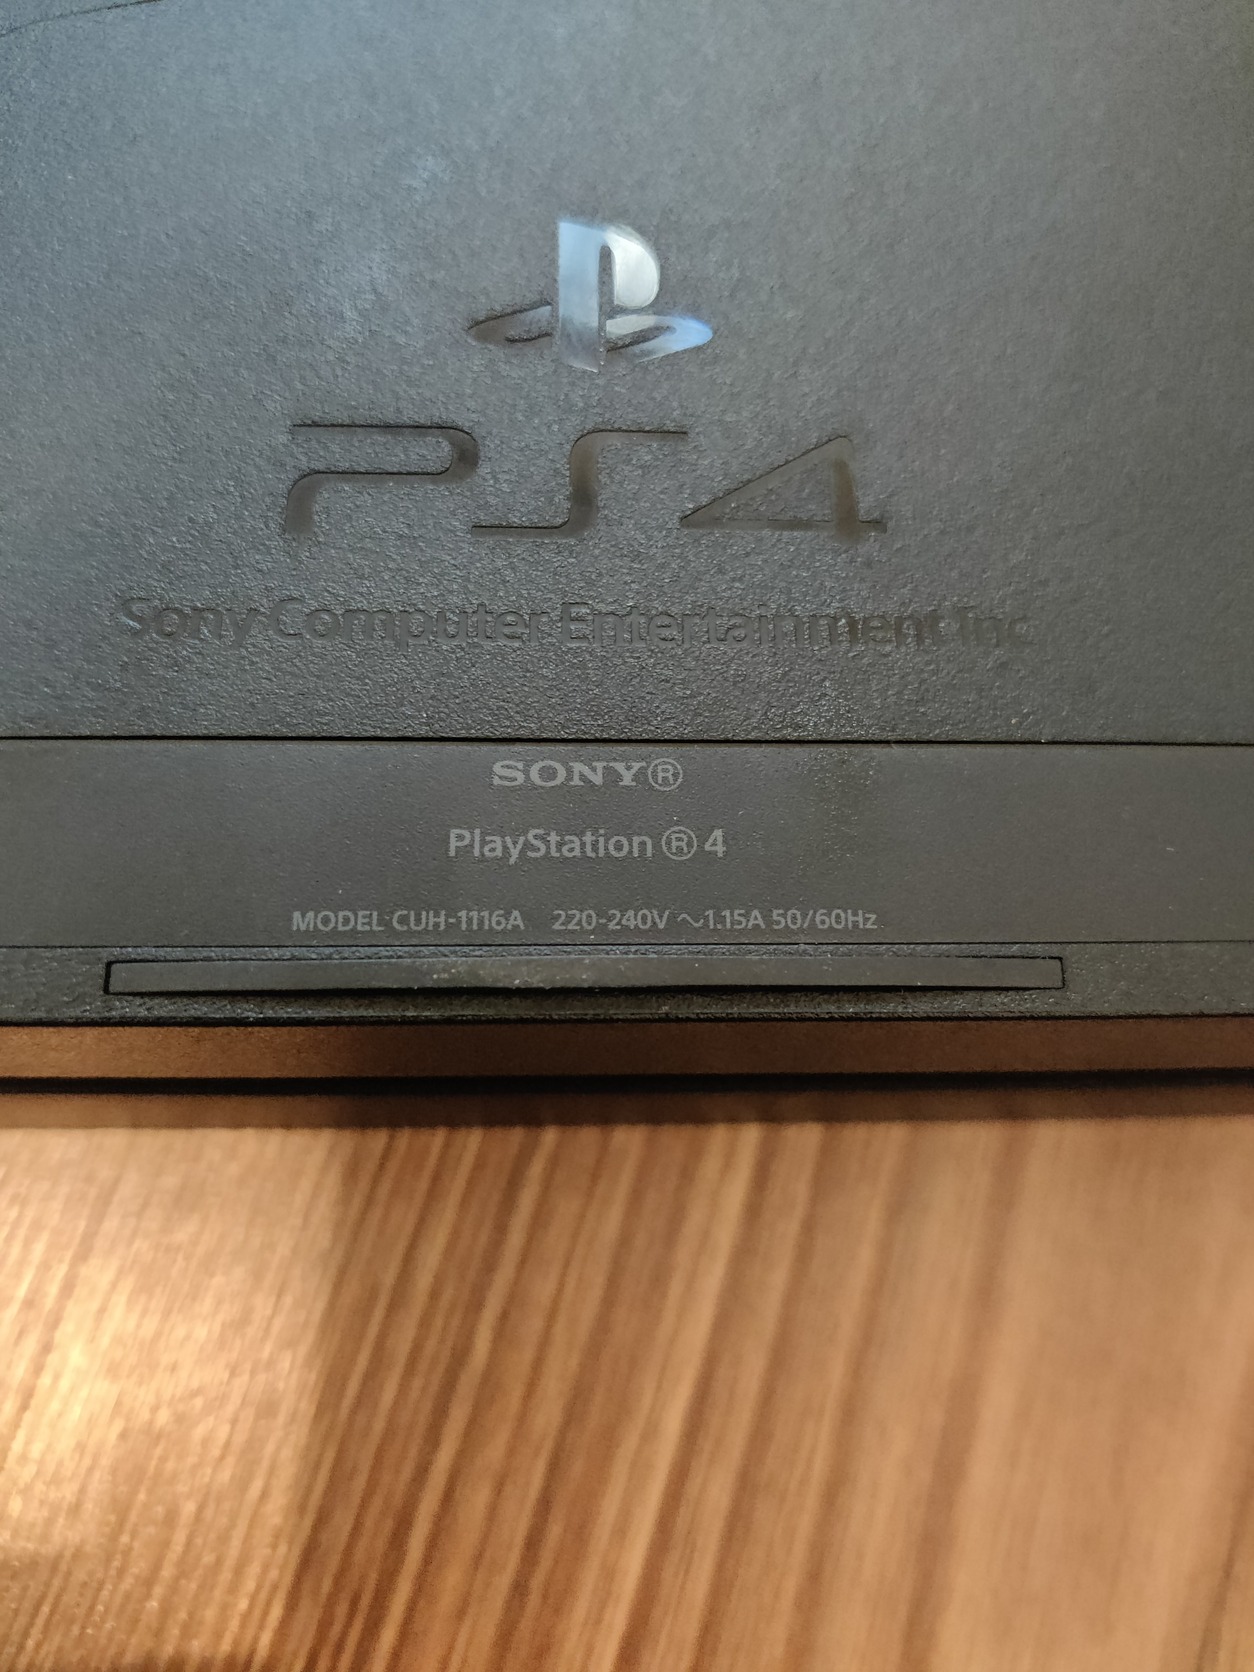 PS4
Sony Computer Entertainment Inc.
SONY®
PlayStation®4
MODEL CUH-1116A 220-240V ～1.15A 50/60Hz